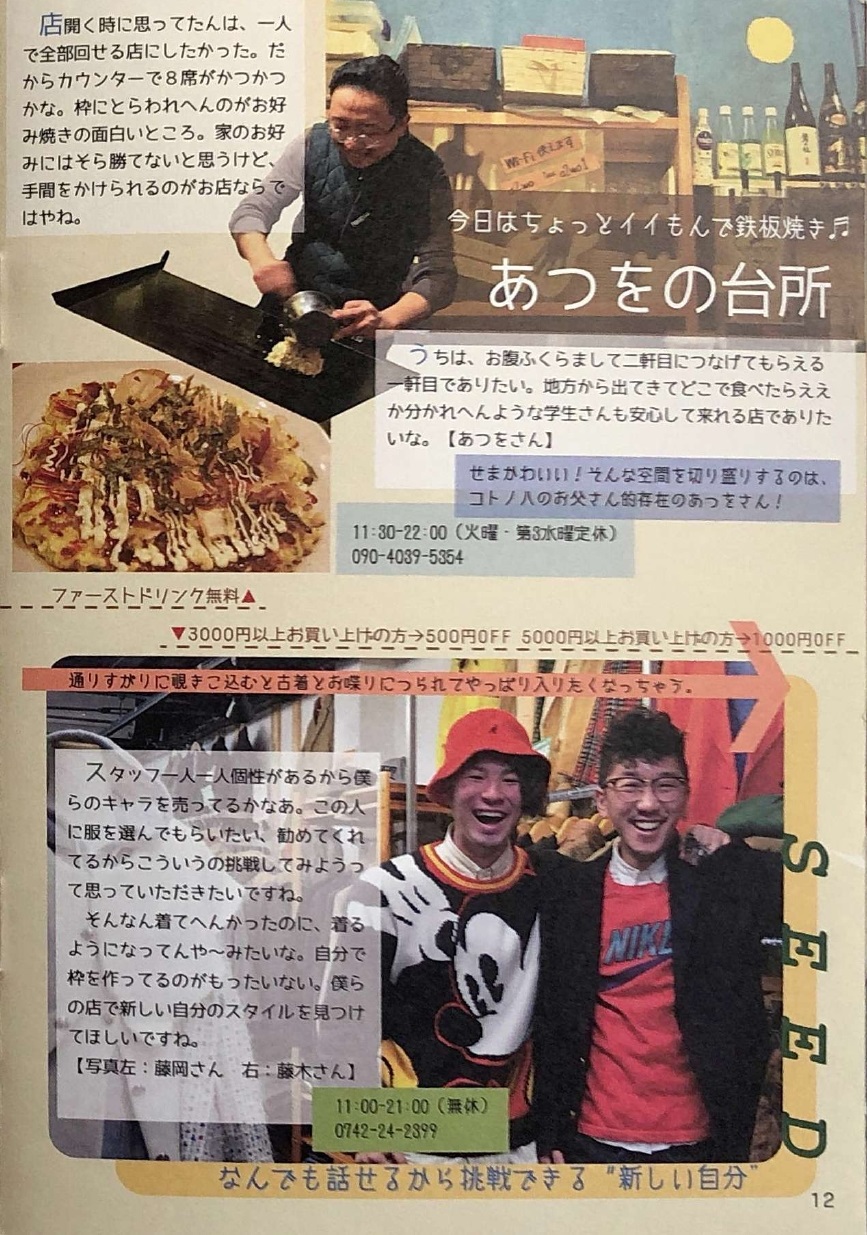 店開く時に思ってたんは、一人
で全部回せる店にしたかった。だ
からカウンターで８席がかつかつ
かな。枠にとらわれへんのがお好
み焼きの面白いところ。家のお好
みにはそら勝てないと思うけど、
手間をかけられるのがお店ならで
はやね。
Wi-Fi 使えます
今日はちょっとイイもんで鉄板焼き♬
あつをの台所
うちは、お腹ふくらまして二軒目につなげてもらえる
一軒目でありたい。地方から出てきてどこで食べたらええ
か分かれへんような学生さんも安心して来れる店でありた
いな。【あつをさん】
せまかわいい！そんな空間を切り盛りするのは、
コトノハのお父さん的存在のあつをさん！
11:30-22:00（火曜・第3水曜定休）
090-4039-5354
ファーストドリンク無料▲
▼3000円以上お買い上げの方→500円OFF 5000円以上お買い上げの方→1000円OFF
通りすがりに覗きこ込むと古着とお喋りにつられてやっぱり入りたくなっちゃう。
スタッフ一人一人個性があるから僕
らのキャラを売ってるかなあ。この人
に服を選んでもらいたい、勧めてくれ
てるからこういうの挑戦してみようっ
て思っていただきたいですね。
そんなん着てへんかったのに、着る
ようになってんや〜みたいな。自分で
枠を作ってるのがもったいない。僕ら
の店で新しい自分のスタイルを見つけ
てほしいですね。
【写真左：藤岡さん　右：藤木さん】
NIKE
SEED
11:00-21:00（無休）
0742-24-2399
なんでも話せるから挑戦できる “新しい自分”
12